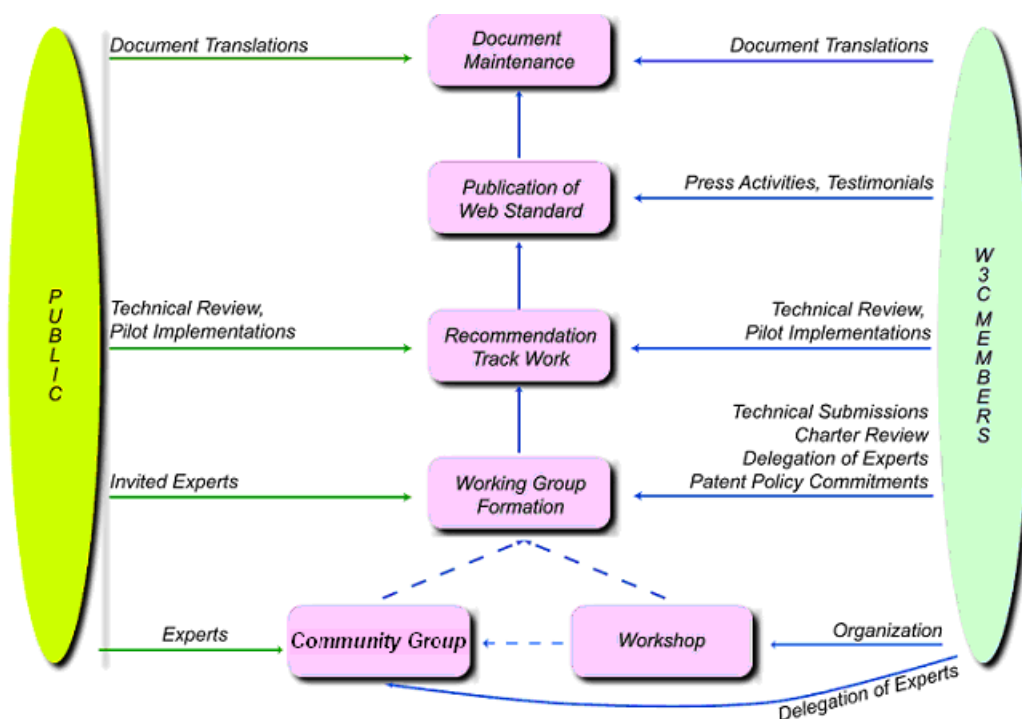 Document Translations
Document
Maintenance
Document Translations
Publication of
Web Standard
Press Activities, Testimonials
PUBLIC
W3C MEMBERS
Technical Review,
Pilot Implementations
Recommendation
Track Work
Technical Review,
Pilot Implementations
Technical Submissions
Charter Review
Delegation of Experts
Patent Policy Commitments
Invited Experts
Working Group
Formation
Experts
Community Group
Workshop
Organization
Delegation of Experts